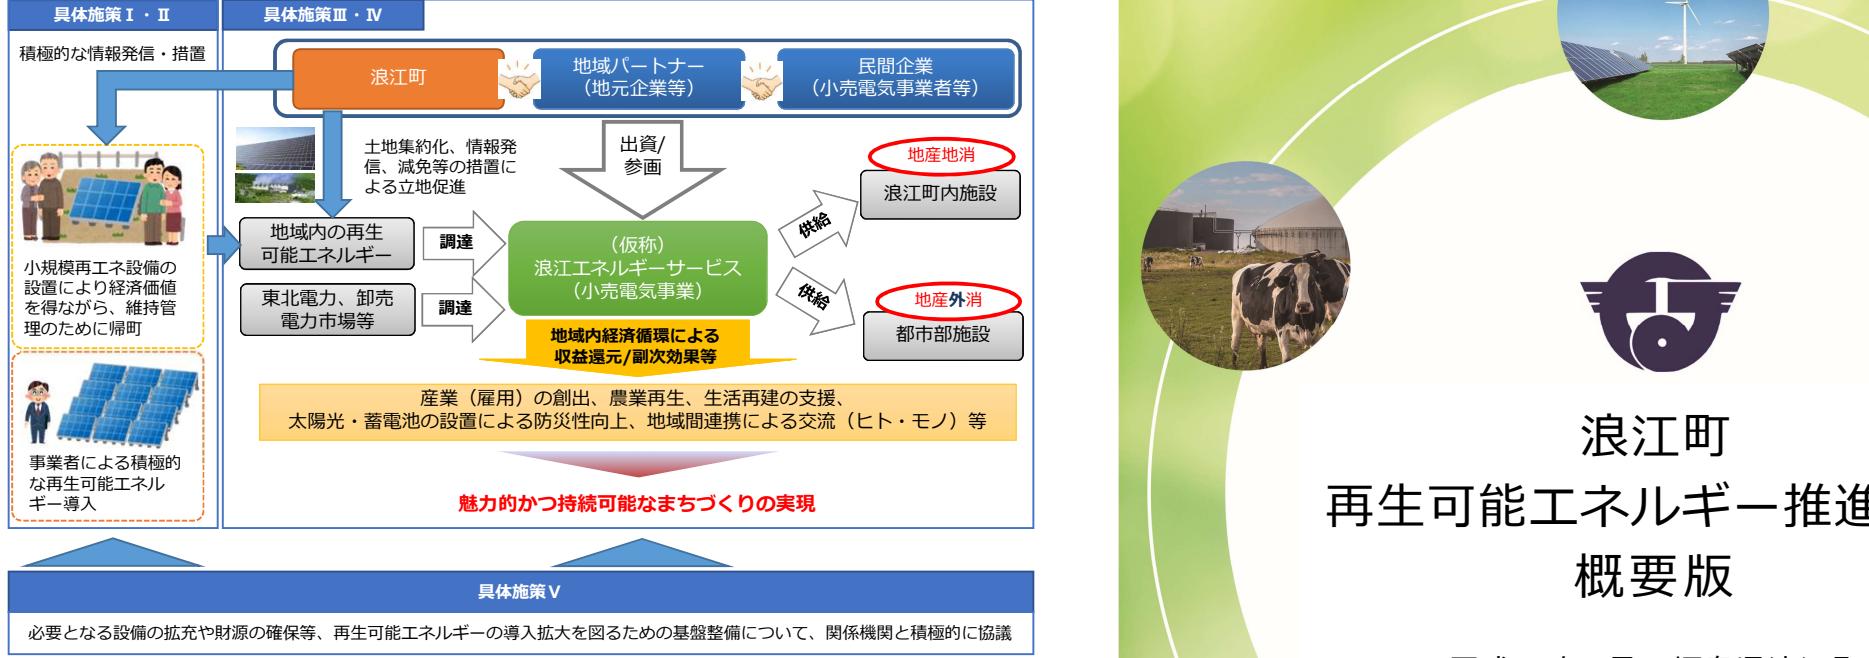 具体施策Ⅰ・Ⅱ
積極的な情報発信・措置
小規模再エネ設備の
設置により経済価値
を得ながら、維持管
理のために帰町
事業者による積極的
な再生可能エネル
ギー導入
具体施策Ⅲ・Ⅳ
浪江町
地域パートナー
（地元企業等）
民間企業
（小売電気事業者等）
土地集約化、情報発
信、減免等の措置に
よる立地促進
出資/
参画
地産地消
浪江町内施設
地域内の再生
可能エネルギー
調達
（仮称）
浪江エネルギーサービス
（小売電気事業）
供給
東北電力、卸売
電力市場等
調達
供給
地産外消
都市部施設
地域内経済循環による
収益還元/副次効果等
産業（雇用）の創出、農業再生、生活再建の支援、
太陽光・蓄電池の設置による防災性向上、地域間連携による交流（ヒト・モノ）等
魅力的かつ持続可能なまちづくりの実現
具体施策Ⅴ
必要となる設備の拡充や財源の確保等、再生可能エネルギーの導入拡大を図るための基盤整備について、関係機関と積極的に協議
浪江町
再生可能エネルギー推進
概要版